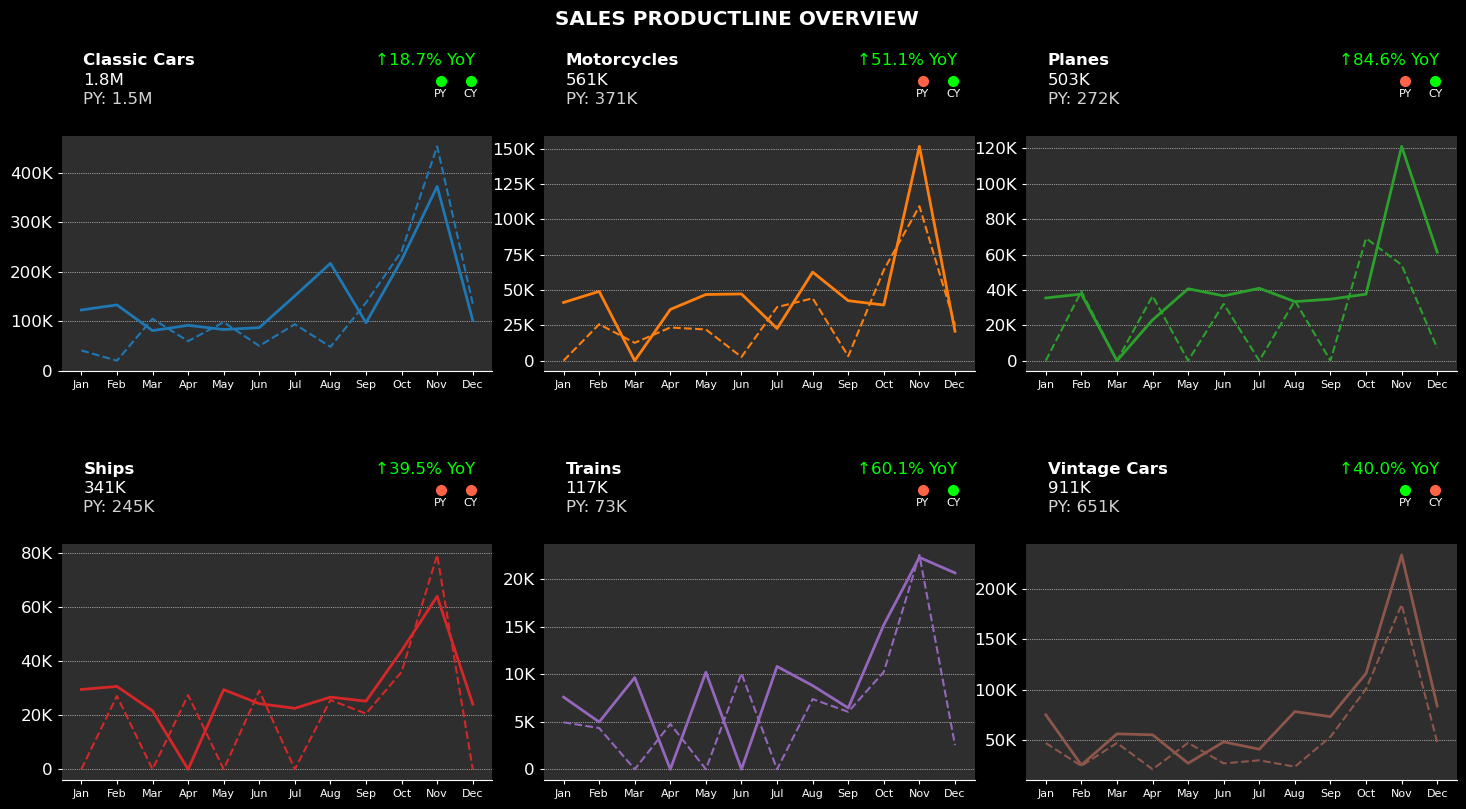 SALES PRODUCTLINE OVERVIEW
Classic Cars
↑18.7% YoY
1.8M
PY: 1.5M
PY CY
400K
300K
200K
100K
0
Jan Feb Mar Apr May Jun Jul Aug Sep Oct Nov Dec
Motorcycles
↑51.1% YoY
561K
PY: 371K
PY CY
150K
125K
100K
75K
50K
25K
0
Jan Feb Mar Apr May Jun Jul Aug Sep Oct Nov Dec
Planes
↑84.6% YoY
503K
PY: 272K
PY CY
120K
100K
80K
60K
40K
20K
0
Jan Feb Mar Apr May Jun Jul Aug Sep Oct Nov Dec
Ships
↑39.5% YoY
341K
PY: 245K
PY CY
80K
60K
40K
20K
0
Jan Feb Mar Apr May Jun Jul Aug Sep Oct Nov Dec
Trains
↑60.1% YoY
117K
PY: 73K
PY CY
20K
15K
10K
5K
0
Jan Feb Mar Apr May Jun Jul Aug Sep Oct Nov Dec
Vintage Cars
↑40.0% YoY
911K
PY: 651K
PY CY
200K
150K
100K
50K
Jan Feb Mar Apr May Jun Jul Aug Sep Oct Nov Dec